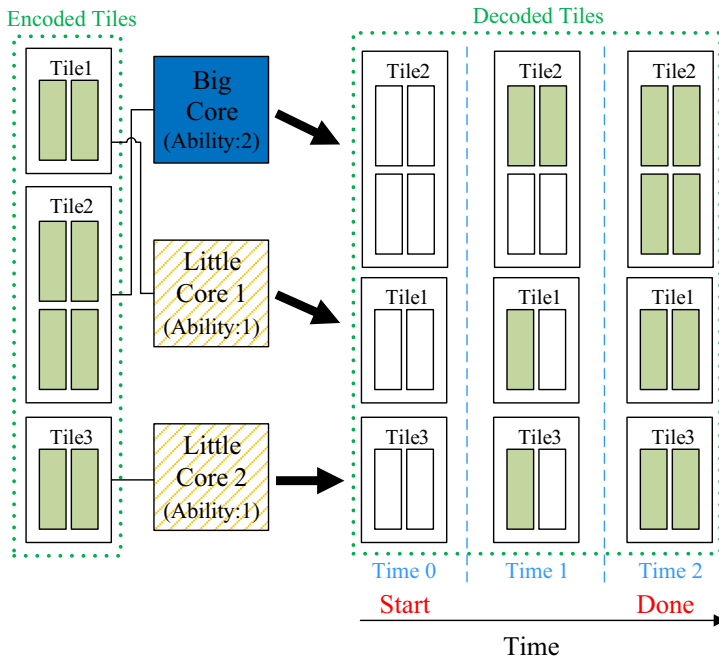 Encoded Tiles
Tile1
Tile2
Tile3
Big
Core
(Ability:2)
Little
Core 1
(Ability:1)
Little
Core 2
(Ability:1)
Decoded Tiles
Tile2
Tile2
Tile2
Tile1
Tile1
Tile1
Tile3
Tile3
Tile3
Time 0
Time 1
Time 2
Start
Done
Time